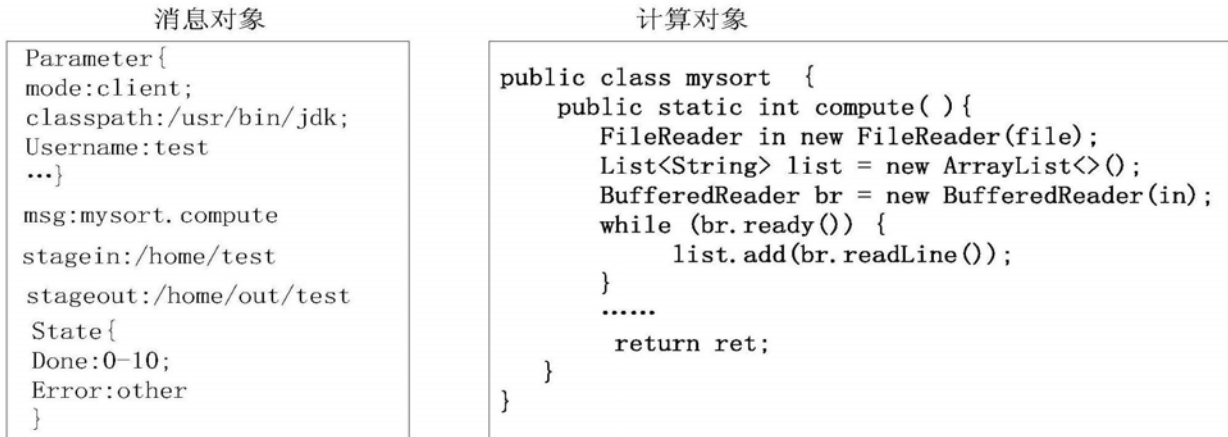 消息对象
Parameter{
mode:client;
classpath:/usr/bin/jdk;
Username:test
…}
msg:mysort.compute
stagein:/home/test
stageout:/home/out/test
State{
Done:0-10;
Error:other
}
计算对象
public class mysort {
public static int compute( ){
FileReader in new FileReader(file);
List<String> list = new ArrayList<>();
BufferedReader br = new BufferedReader(in);
while (br.ready()) {
list.add(br.readLine());
}
……
return ret;
}
}